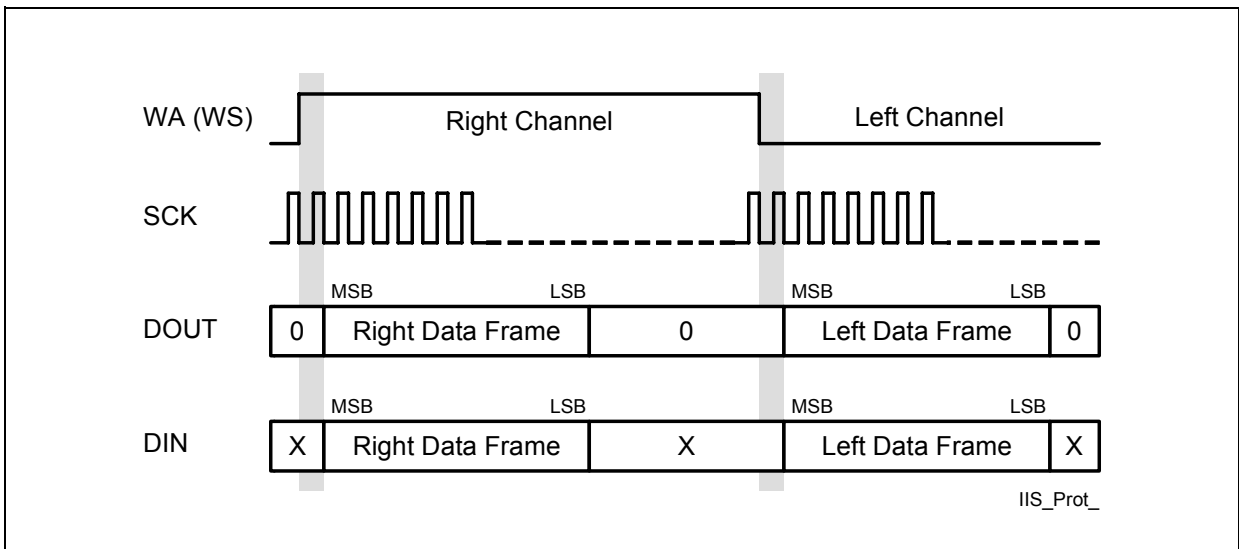 WA (WS)
Right Channel
Left Channel
SCK
MSB
LSB
MSB
LSB
DOUT
0
Right Data Frame
0
Left Data Frame
0
MSB
LSB
MSB
LSB
DIN
X
Right Data Frame
X
Left Data Frame
X
IIS_Prot_